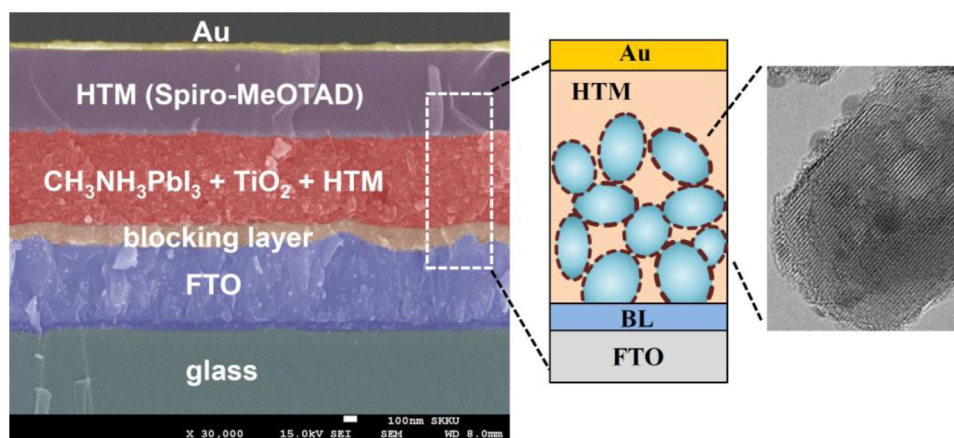 Au
HTM (Spiro-MeOTAD)
CH₃NH₃PbI₃ + TiO₂ + HTM
blocking layer
FTO
glass
100nm SKKU
X 30,000 15.0kV SEI SEM WD 8.0mm
Au
HTM
BL
FTO